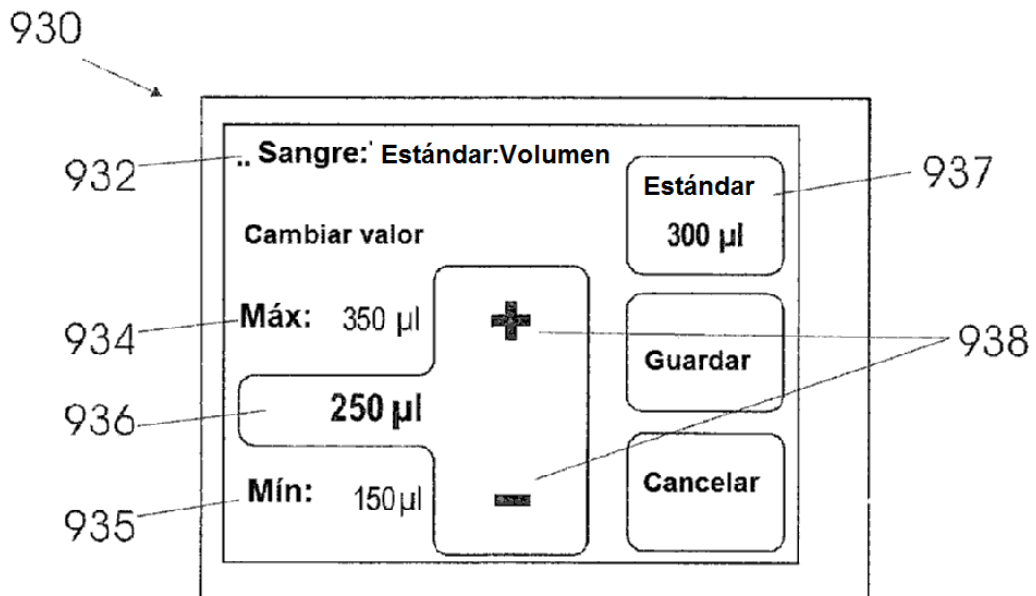 930
932
.. Sangre:' Estándar:Volumen
Estándar
300 µl
937
Cambiar valor
934
Máx: 350 µl
+
938
Guardar
936
250 µl
935
Mín: 150 µl
−
Cancelar